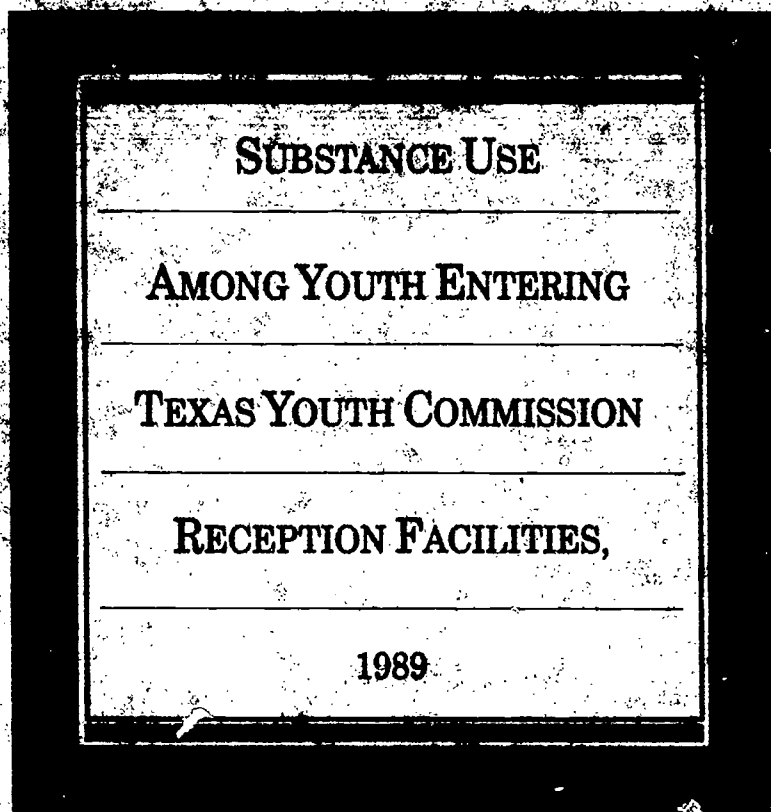 SUBSTANCE USE
AMONG YOUTH ENTERING
TEXAS YOUTH COMMISSION
RECEPTION FACILITIES,
1989